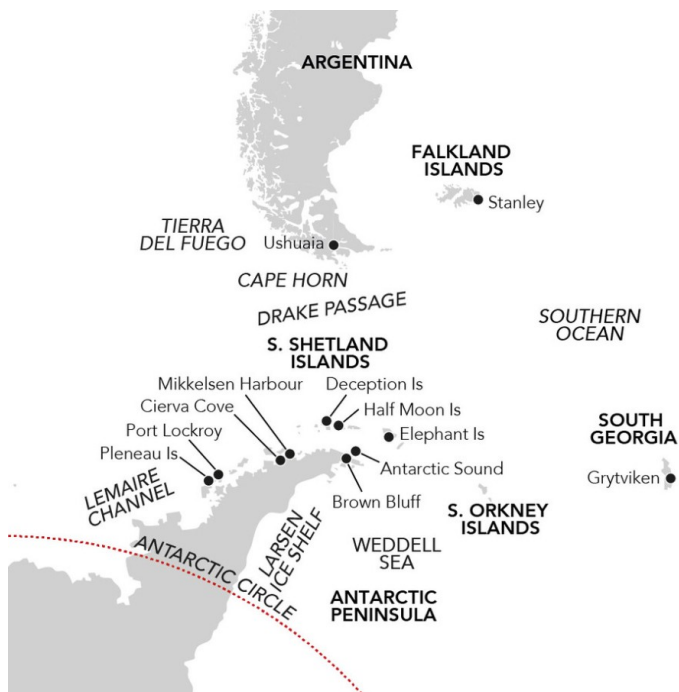 ARGENTINA
FALKLAND
ISLANDS
Stanley
TIERRA
DEL FUEGO
Ushuaia
CAPE HORN
DRAKE PASSAGE
SOUTHERN
OCEAN
S. SHETLAND
ISLANDS
Mikkelsen Harbour
Deception Is
Cierva Cove
Half Moon Is
Port Lockroy
Elephant Is
SOUTH
GEORGIA
Pleneau Is
Antarctic Sound
Grytviken
LEMAIRE
CHANNEL
Brown Bluff
S. ORKNEY
ISLANDS
LARSEN
ICE SHELF
WEDDELL
SEA
ANTARCTIC CIRCLE
ANTARCTIC
PENINSULA